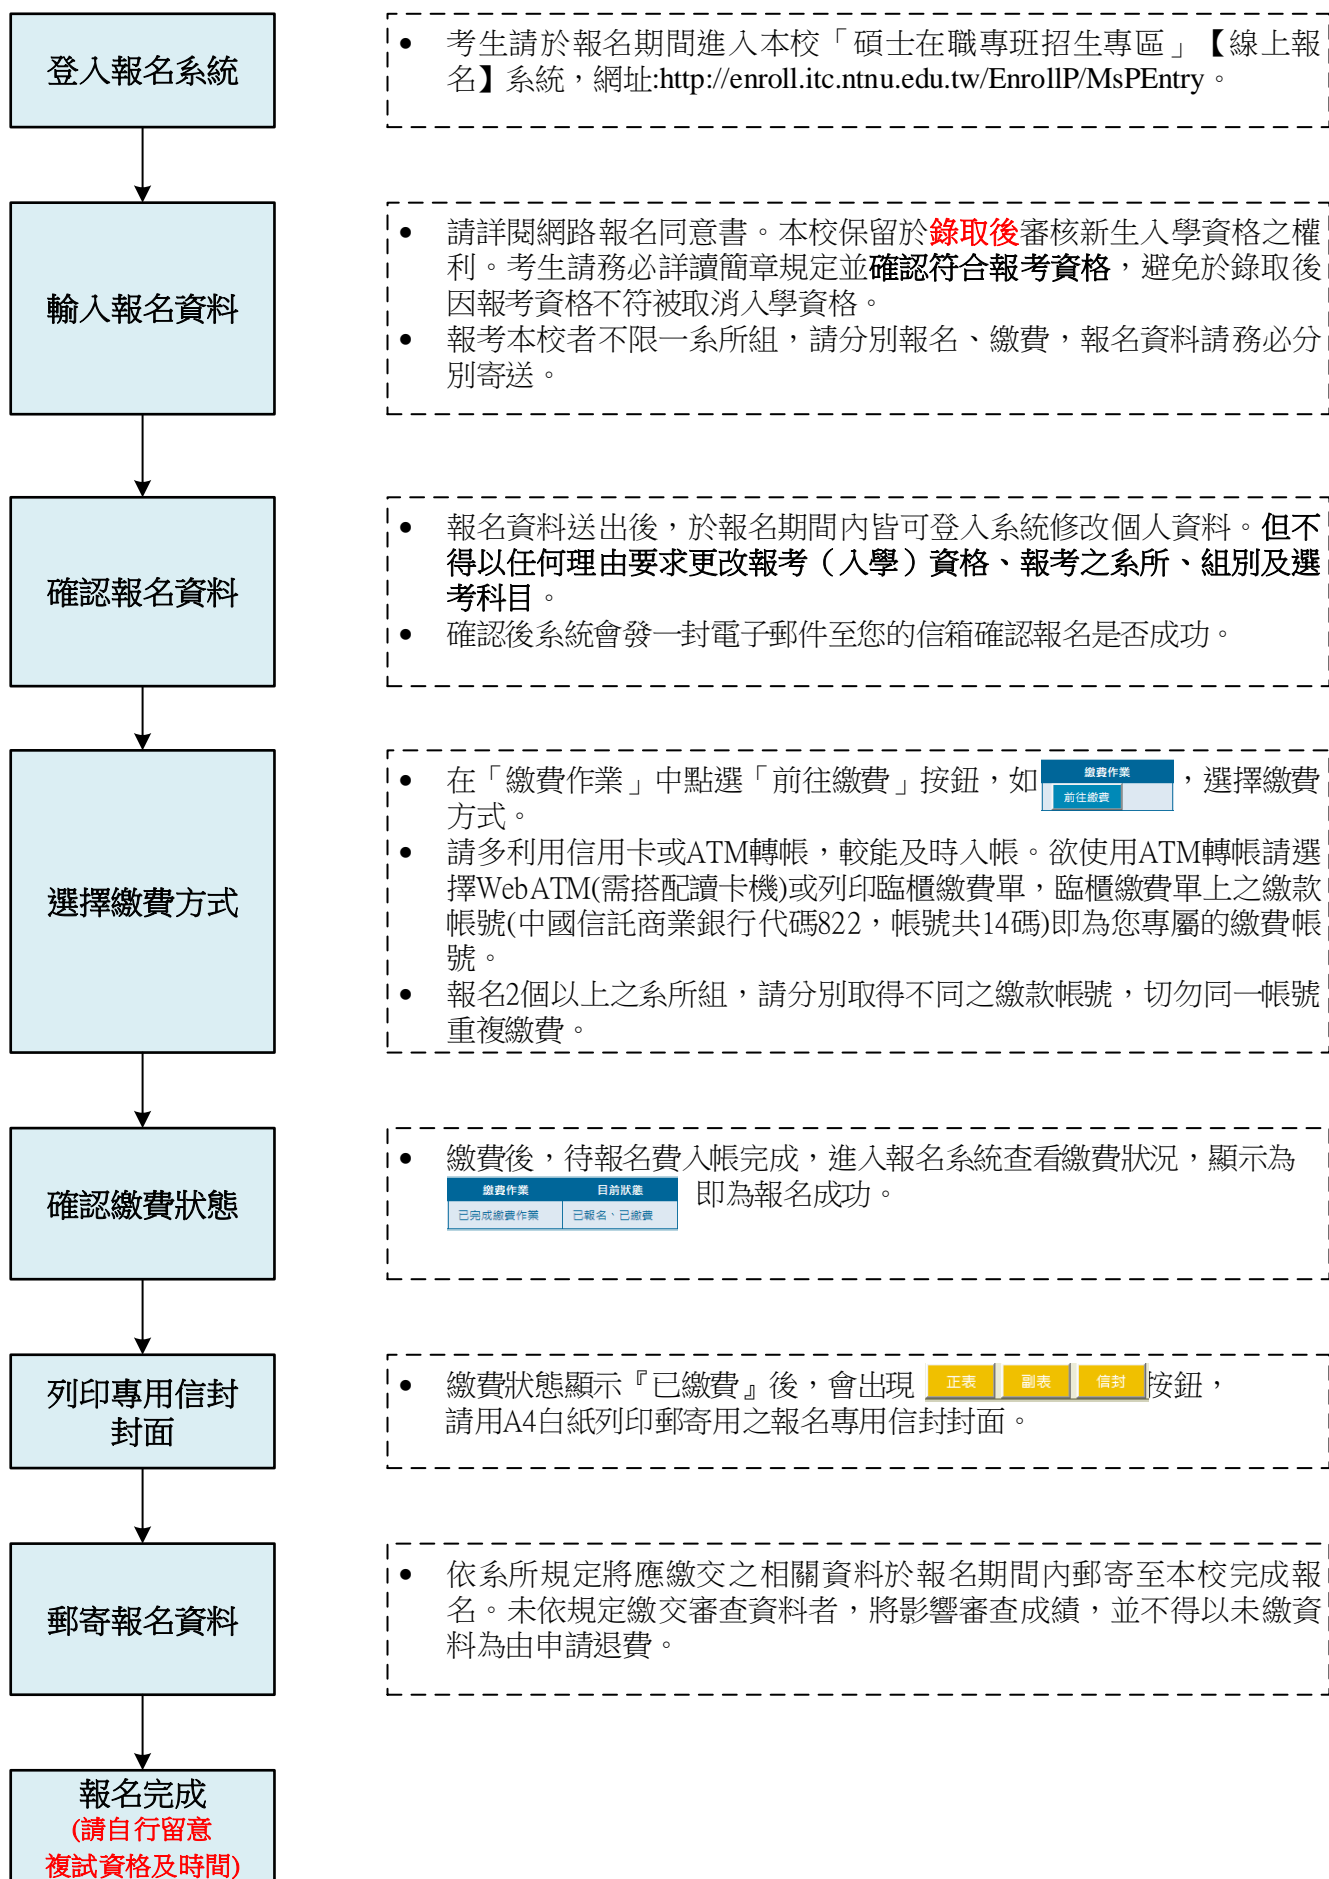 登入報名系統
• 考生請於報名期間進入本校「碩士在職專班招生專區」【線上報
名】系統，網址:http://enroll.itc.ntnu.edu.tw/EnrollP/MsPEntry。
輸入報名資料
• 請詳閱網路報名同意書。本校保留於錄取後審核新生入學資格之權
利。考生請務必詳讀簡章規定並確認符合報考資格，避免於錄取後
因報考資格不符被取消入學資格。
• 報考本校者不限一系所組，請分別報名、繳費，報名資料請務必分
別寄送。
確認報名資料
• 報名資料送出後，於報名期間內皆可登入系統修改個人資料。但不
得以任何理由要求更改報考（入學）資格、報考之系所、組別及選
考科目。
• 確認後系統會發一封電子郵件至您的信箱確認報名是否成功。
選擇繳費方式
• 在「繳費作業」中點選「前往繳費」按鈕，如 繳費作業 前往繳費 ，選擇繳費
方式。
• 請多利用信用卡或ATM轉帳，較能及時入帳。欲使用ATM轉帳請選
擇WebATM(需搭配讀卡機)或列印臨櫃繳費單，臨櫃繳費單上之繳款
帳號(中國信託商業銀行代碼822，帳號共14碼)即為您專屬的繳費帳
號。
• 報名2個以上之系所組，請分別取得不同之繳款帳號，切勿同一帳號
重複繳費。
確認繳費狀態
• 繳費後，待報名費入帳完成，進入報名系統查看繳費狀況，顯示為
繳費作業 目前狀態
已完成繳費作業 已報名、已繳費 即為報名成功。
列印專用信封
封面
• 繳費狀態顯示『已繳費』後，會出現 正表 副表 信封 按鈕，
請用A4白紙列印郵寄用之報名專用信封封面。
郵寄報名資料
• 依系所規定將應繳交之相關資料於報名期間內郵寄至本校完成報
名。未依規定繳交審查資料者，將影響審查成績，並不得以未繳資
料為由申請退費。
報名完成
(請自行留意
複試資格及時間)